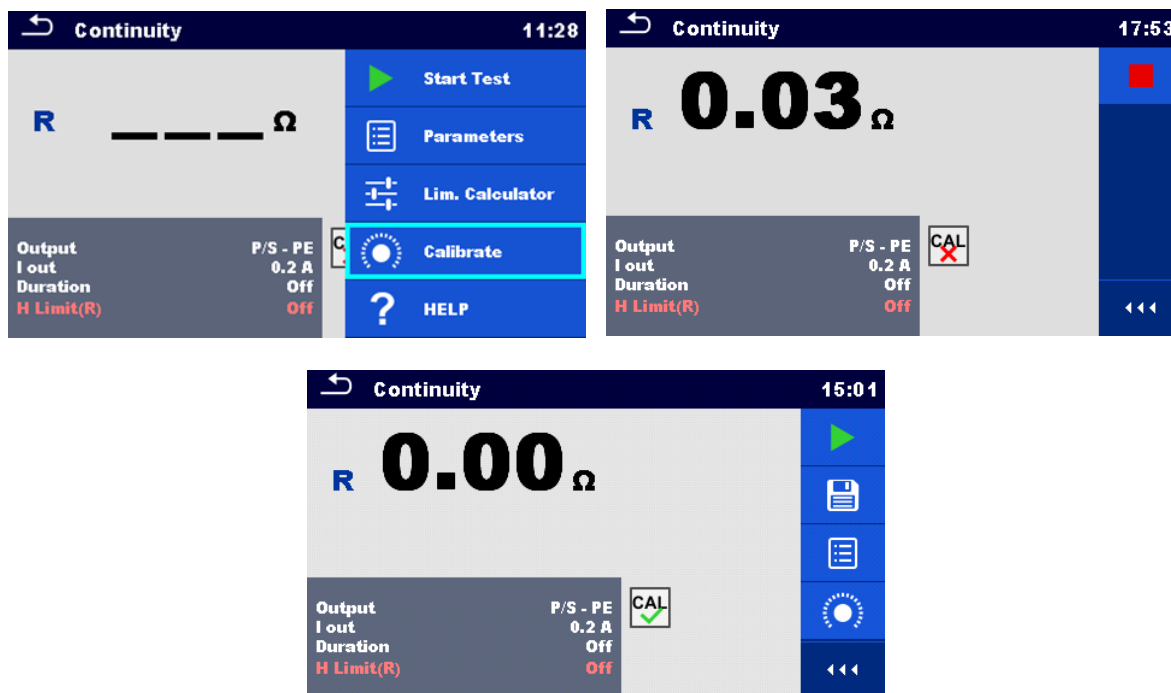 Continuity 11:28
R ___ Ω
Start Test
Parameters
Lim. Calculator
Calibrate
? HELP
Output P/S - PE
I out 0.2 A
Duration Off
H Limit(R) Off
Continuity 17:53
R 0.03 Ω
Output P/S - PE
I out 0.2 A
Duration Off
H Limit(R) Off
CAL
Continuity 15:01
R 0.00 Ω
Output P/S - PE
I out 0.2 A
Duration Off
H Limit(R) Off
CAL